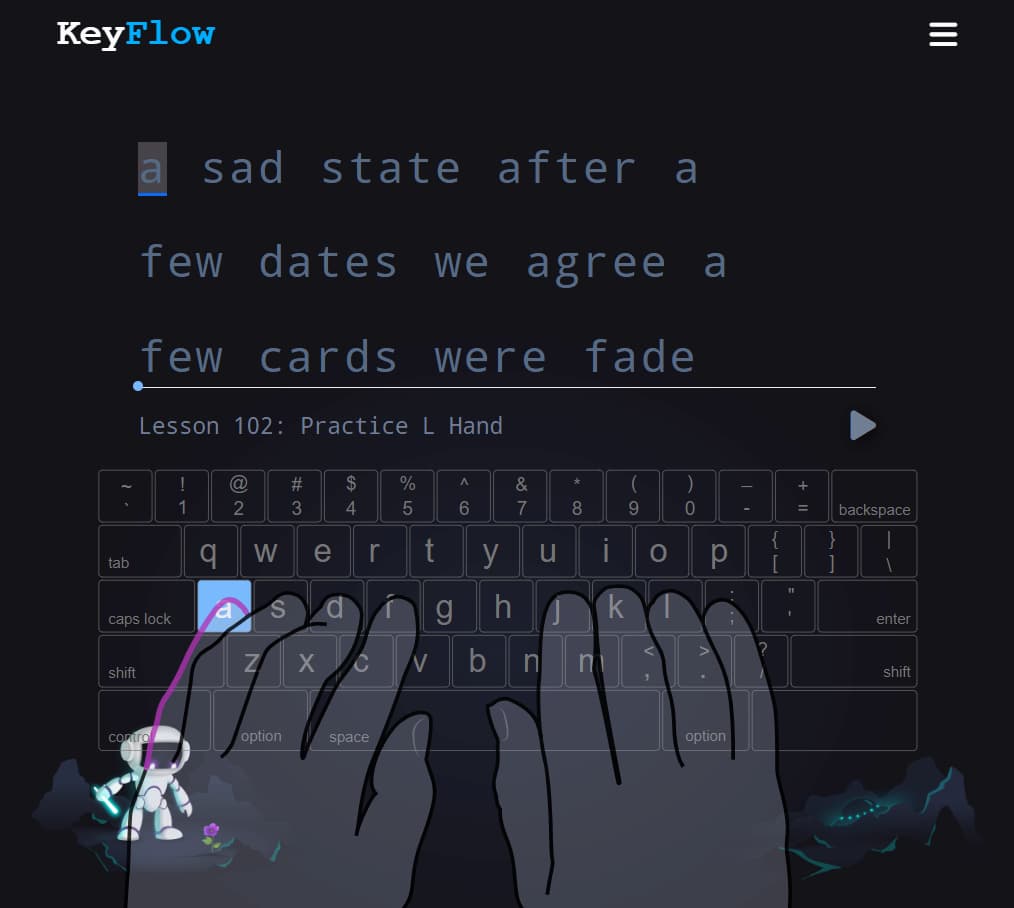 KeyFlow
a sad state after a
few dates we agree a
few cards were fade
Lesson 102: Practice L Hand
~ ! @ # $ % ^ & * ( ) — +
` 1 2 3 4 5 6 7 8 9 0 - = backspace
tab q w e r t y u i o p { [ } ] | \
caps lock a s d f g h j k l : ; " ' enter
shift z x c v b n m < , > . ? / shift
control option space option